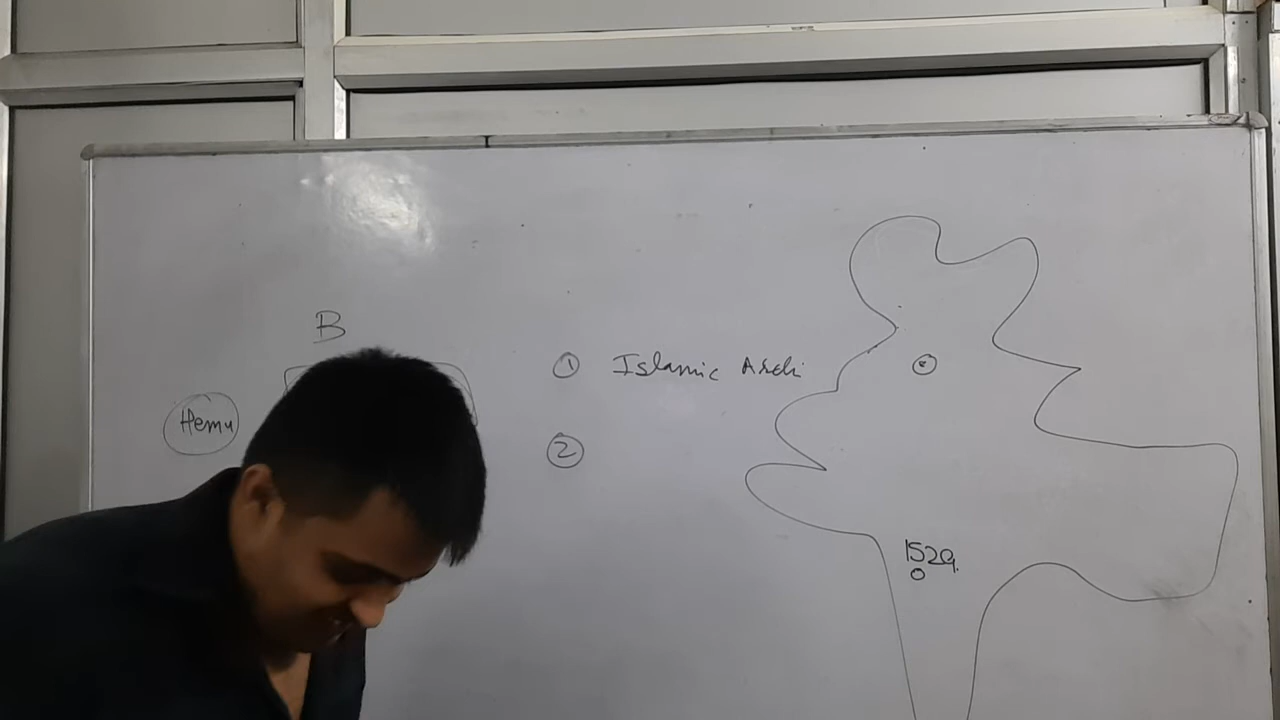 B
Hemu
① Islamic Archi
②
1529.